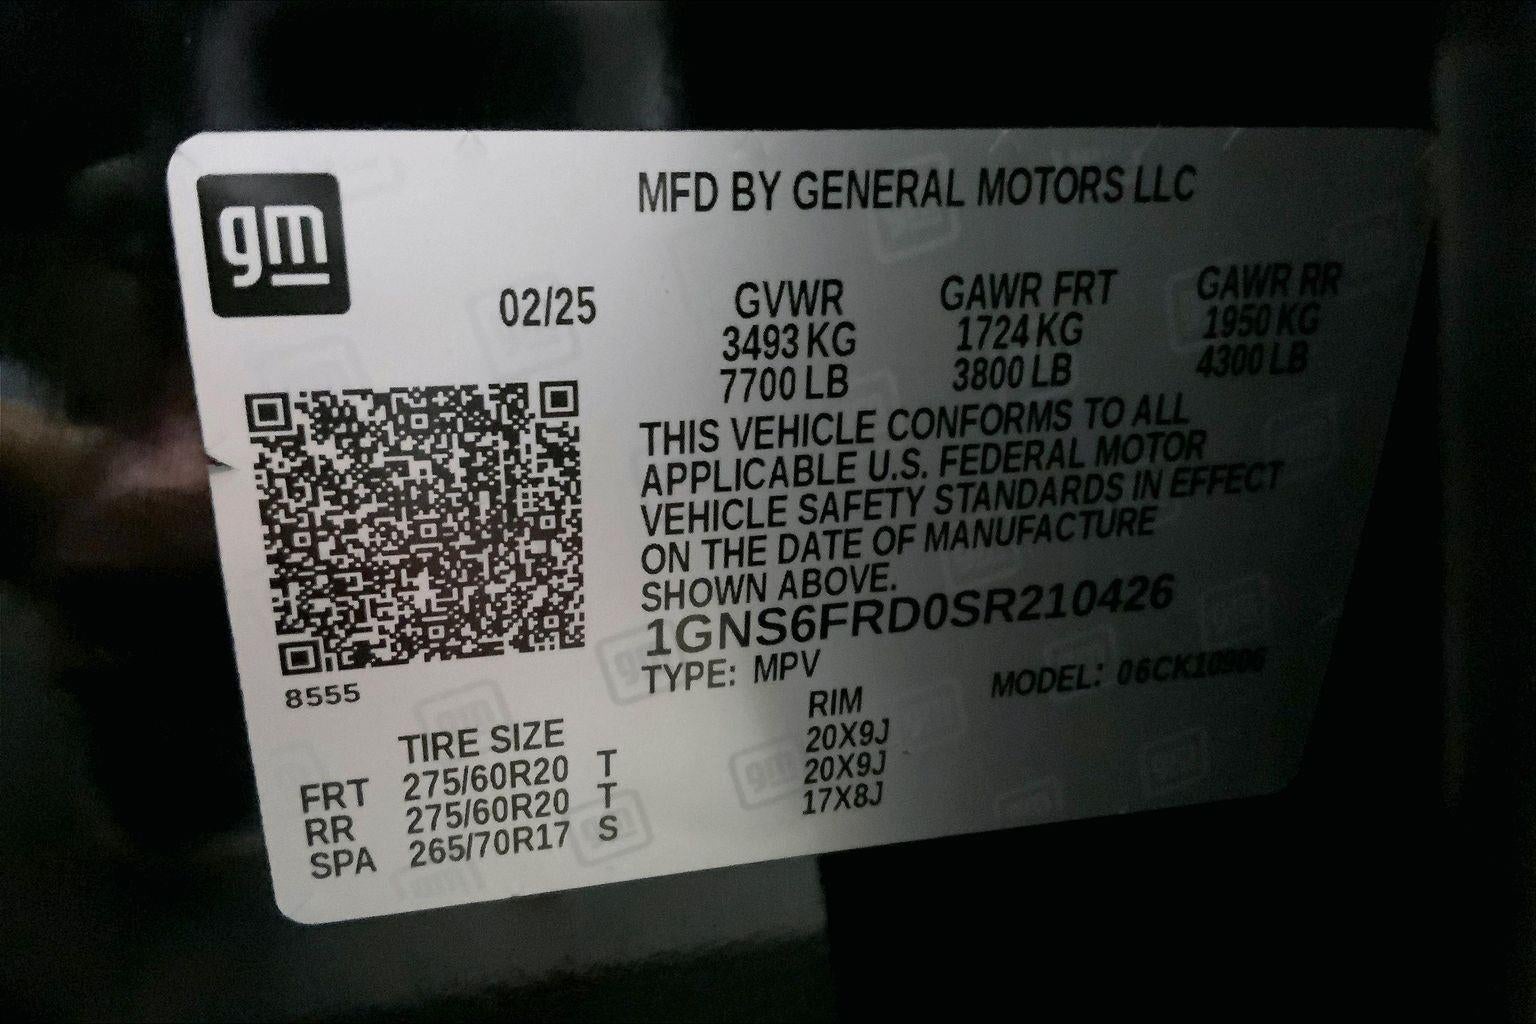 gm
MFD BY GENERAL MOTORS LLC
02/25 GVWR GAWR FRT GAWR RR
3493 KG 1724 KG 1950 KG
7700 LB 3800 LB 4300 LB
THIS VEHICLE CONFORMS TO ALL
APPLICABLE U.S. FEDERAL MOTOR
VEHICLE SAFETY STANDARDS IN EFFECT
ON THE DATE OF MANUFACTURE
SHOWN ABOVE.
1GNS6FRD0SR210426
TYPE: MPV MODEL: 06CK10906
8555
TIRE SIZE RIM
FRT 275/60R20 T 20X9J
RR 275/60R20 T 20X9J
SPA 265/70R17 S 17X8J